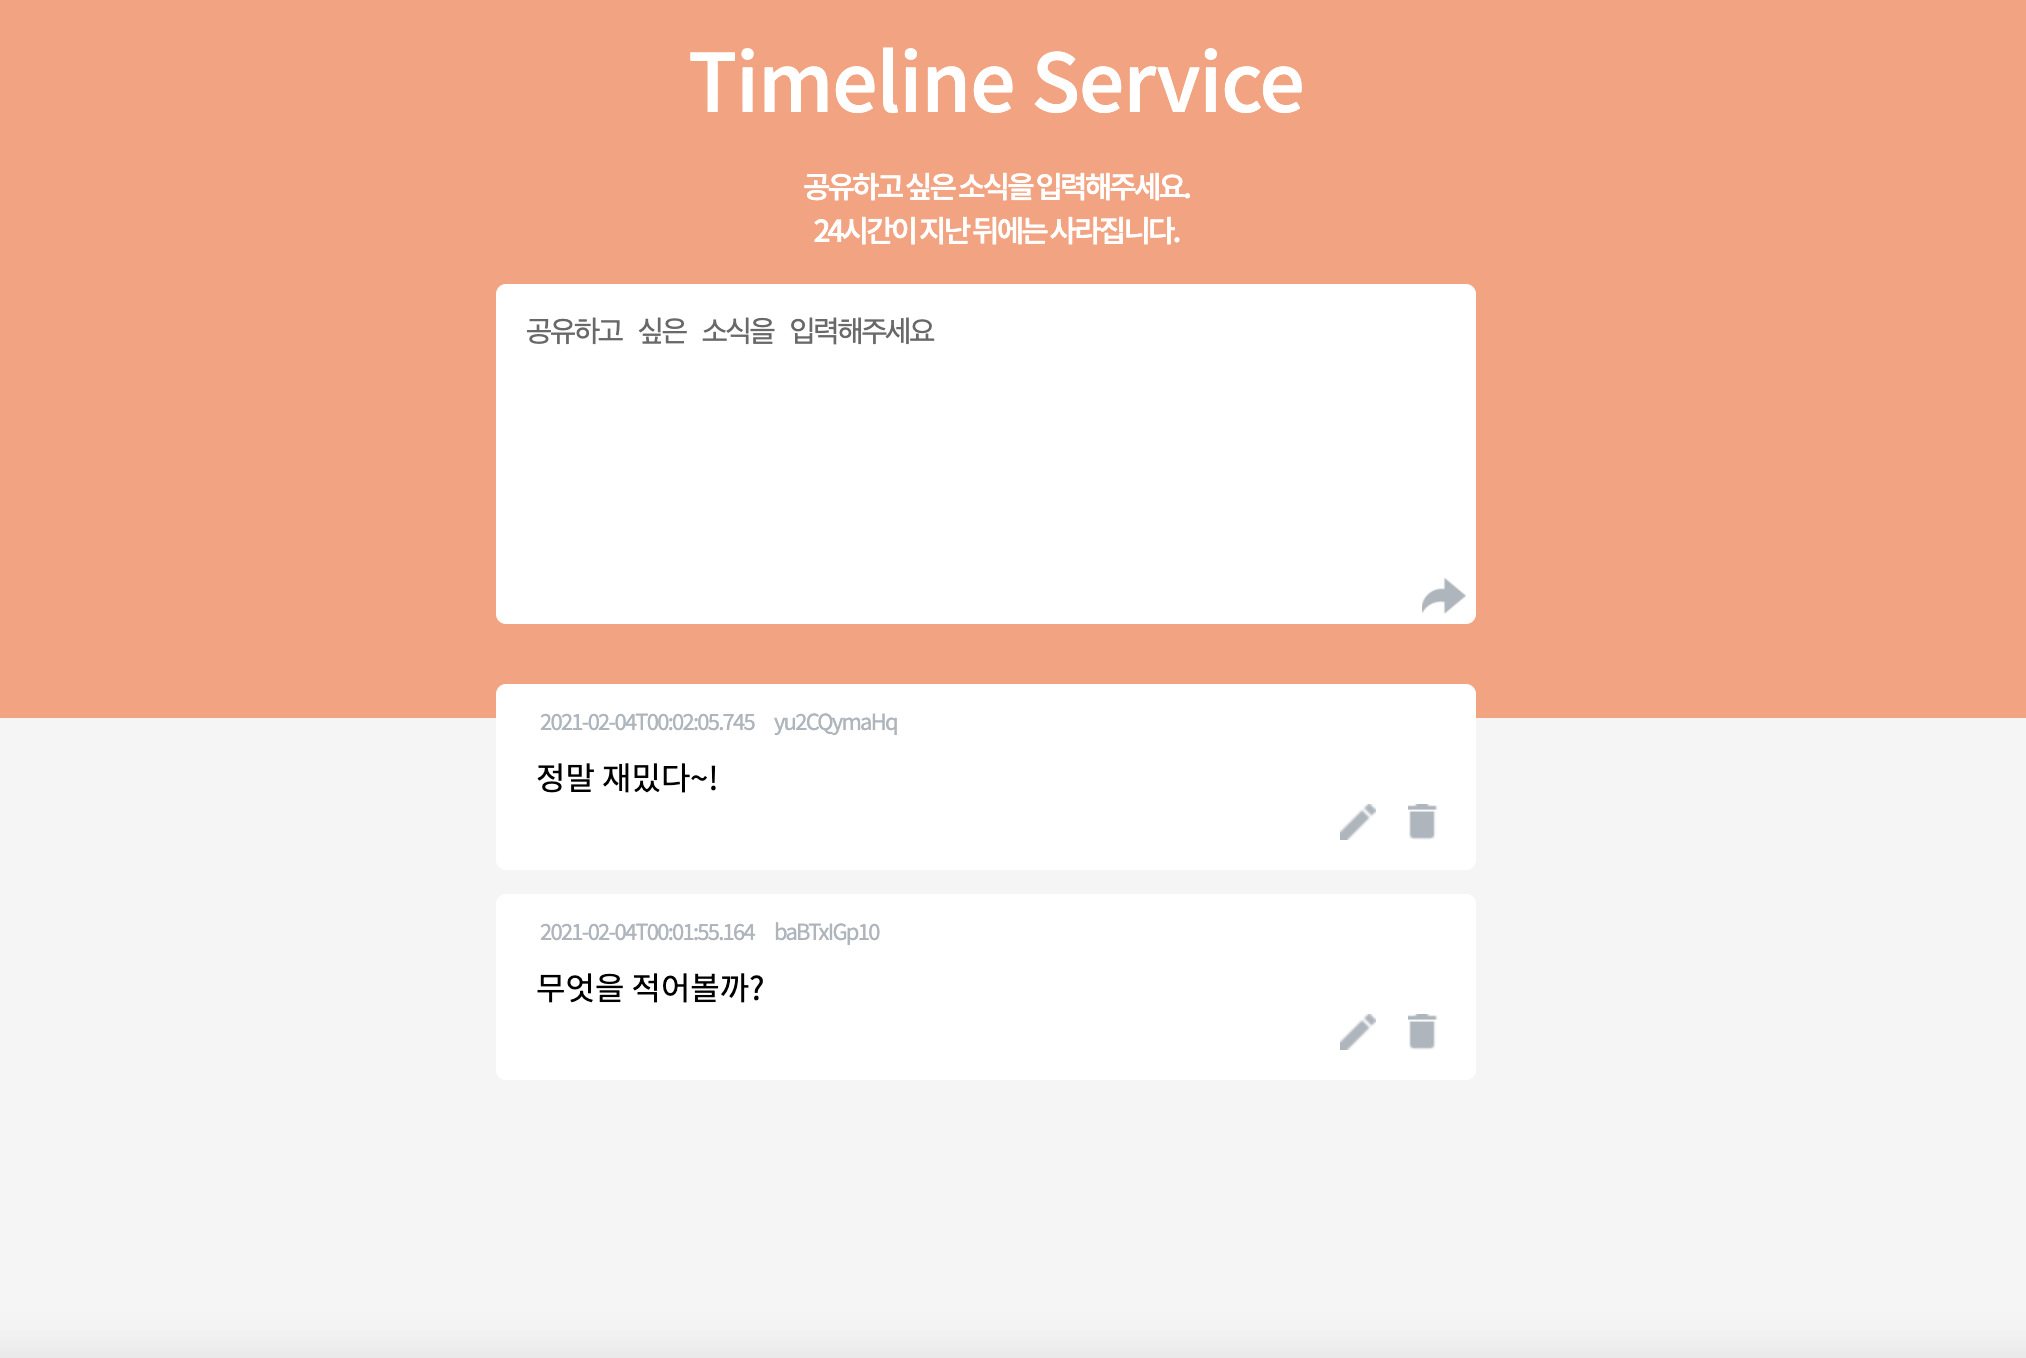 Timeline Service
공유하고 싶은 소식을 입력해주세요.
24시간이 지난 뒤에는 사라집니다.
공유하고 싶은 소식을 입력해주세요
2021-02-04T00:02:05.745 yu2CQymaHq
정말 재밌다~!
2021-02-04T00:01:55.164 baBTxIGp10
무엇을 적어볼까?